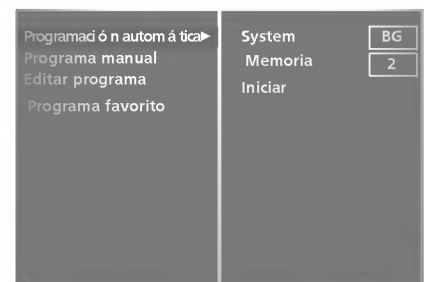 Programaci ó n autom á tica►
Programa manual
Editar programa
Programa favorito
System BG
Memoria 2
Iniciar